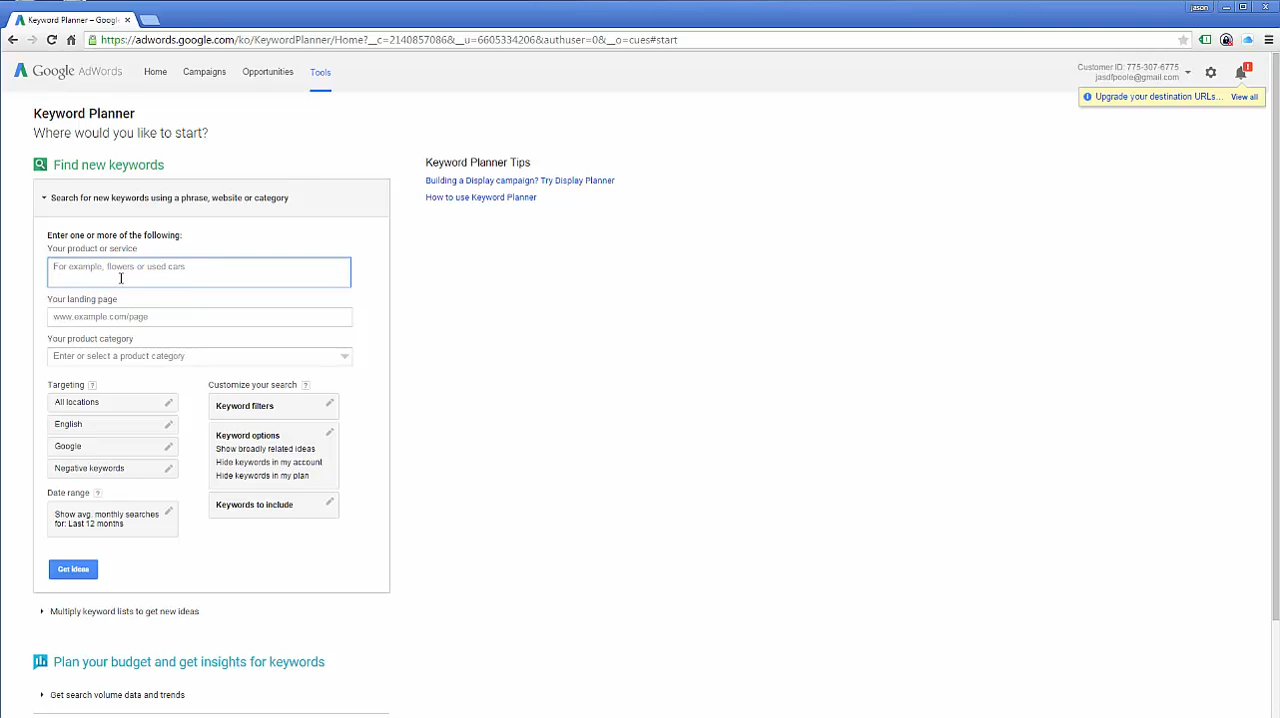 jason
Keyword Planner – Googl
https://adwords.google.com/ko/KeywordPlanner/Home?__c=2140857086&__u=6605334206&authuser=0&__o=cues#start
Google AdWords
Home
Campaigns
Opportunities
Tools
Customer ID: 775-307-6775
jasdfpoole@gmail.com
!
Upgrade your destination URLs...
View all
Keyword Planner
Where would you like to start?
Find new keywords
Search for new keywords using a phrase, website or category
Enter one or more of the following:
Your product or service
For example, flowers or used cars
Your landing page
www.example.com/page
Your product category
Enter or select a product category
Targeting ?
All locations
English
Google
Negative keywords
Date range ?
Show avg. monthly searches
for: Last 12 months
Customize your search ?
Keyword filters
Keyword options
Show broadly related ideas
Hide keywords in my account
Hide keywords in my plan
Keywords to include
Get ideas
Multiply keyword lists to get new ideas
Plan your budget and get insights for keywords
Get search volume data and trends
Keyword Planner Tips
Building a Display campaign? Try Display Planner
How to use Keyword Planner